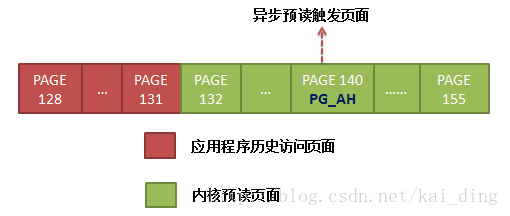 异步预读触发页面
PAGE 128
...
PAGE 131
PAGE 132
...
PAGE 140 PG_AH
......
PAGE 155
应用程序历史访问页面
内核预读页面
blog.csdn.net/kai_ding